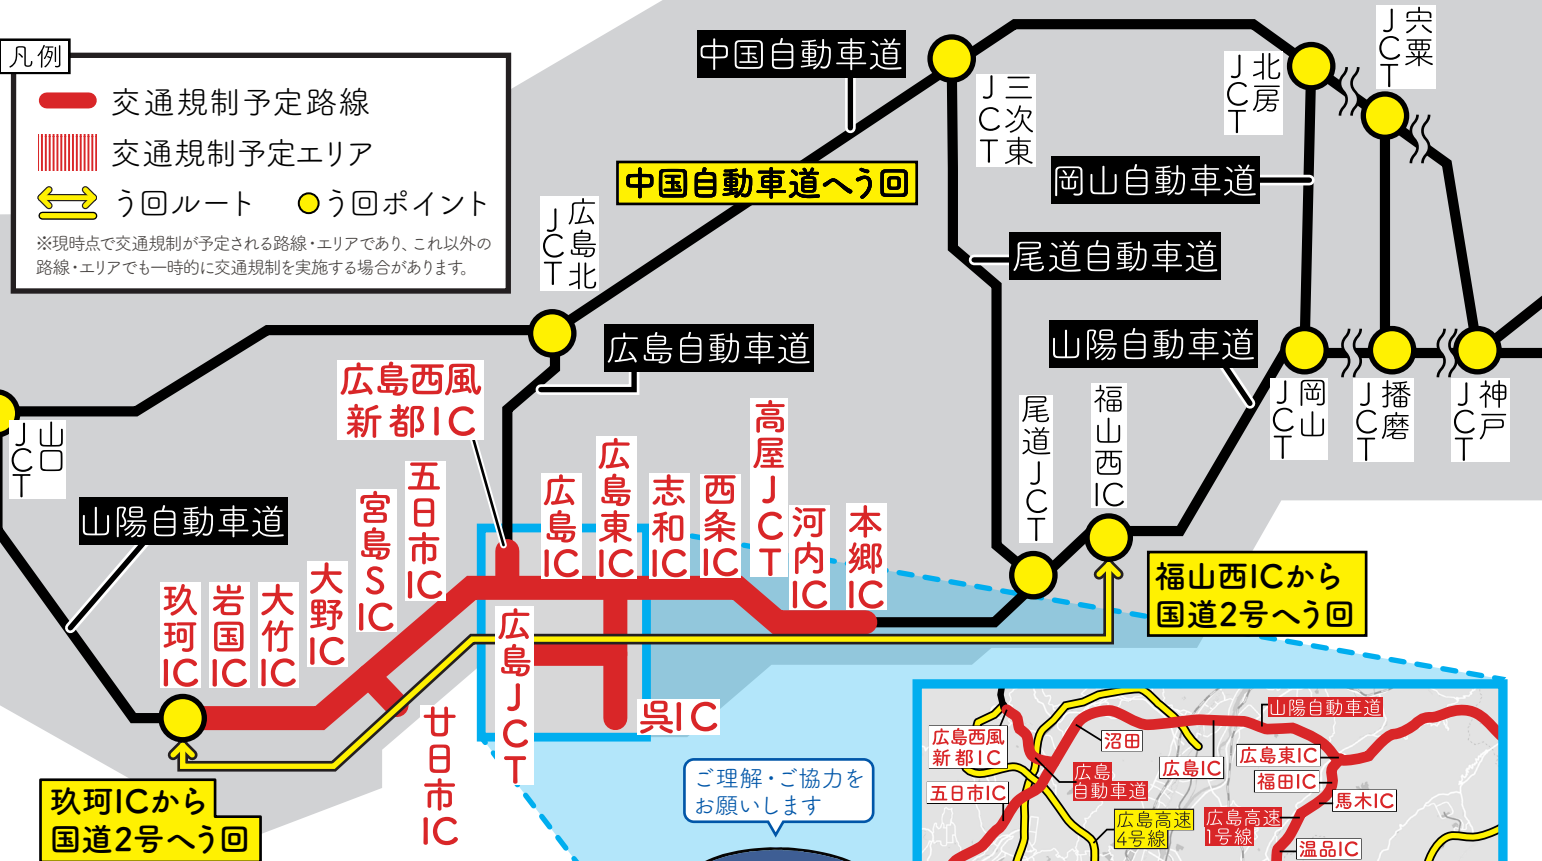 凡例
交通規制予定路線
交通規制予定エリア
う回ルート
う回ポイント
※現時点で交通規制が予定される路線・エリアであり、これ以外の
路線・エリアでも一時的に交通規制を実施する場合があります。
中国自動車道
中国自動車道へう回
三次東JCT
北房JCT
宍粟JCT
岡山自動車道
尾道自動車道
広島北JCT
広島自動車道
山陽自動車道
岡山JCT
播磨JCT
神戸JCT
尾道JCT
福山西IC
山口JCT
山陽自動車道
広島西風
新都IC
玖珂IC
岩国IC
大竹IC
大野IC
宮島SIC
五日市IC
廿日市IC
広島JCT
広島IC
広島東IC
志和IC
西条IC
高屋JCT
河内IC
本郷IC
呉IC
福山西ICから
国道2号へう回
玖珂ICから
国道2号へう回
ご理解・ご協力を
お願いします
広島西風
新都IC
五日市IC
沼田
広島
自動車道
広島IC
山陽自動車道
広島東IC
福田IC
馬木IC
広島高速
4号線
広島高速
1号線
温品IC